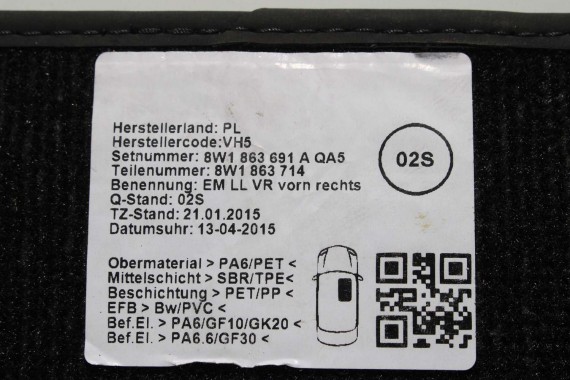 Herstellerland: PL
Herstellercode:VH5
Setnummer: 8W1 863 691 A QA5
Teilenummer: 8W1 863 714
Benennung: EM LL VR vorn rechts
Q-Stand: 02S
TZ-Stand: 21.01.2015
Datumsuhr: 13-04-2015
02S
Obermaterial > PA6/PET <
Mittelschicht > SBR/TPE<
Beschichtung > PET/PP <
EFB > Bw/PVC <
Bef.El. > PA6/GF10/GK20 <
Bef.El. > PA6.6/GF30 <